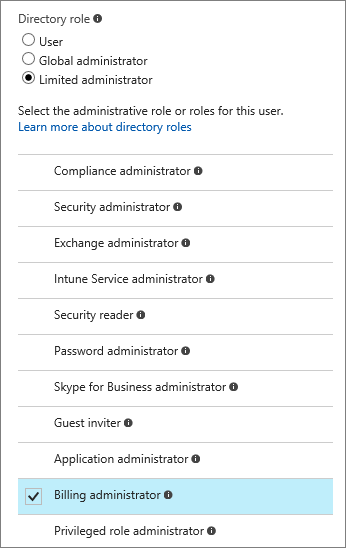 Directory role
User
Global administrator
Limited administrator
Select the administrative role or roles for this user.
Learn more about directory roles
Compliance administrator
Security administrator
Exchange administrator
Intune Service administrator
Security reader
Password administrator
Skype for Business administrator
Guest inviter
Application administrator
Billing administrator
Privileged role administrator